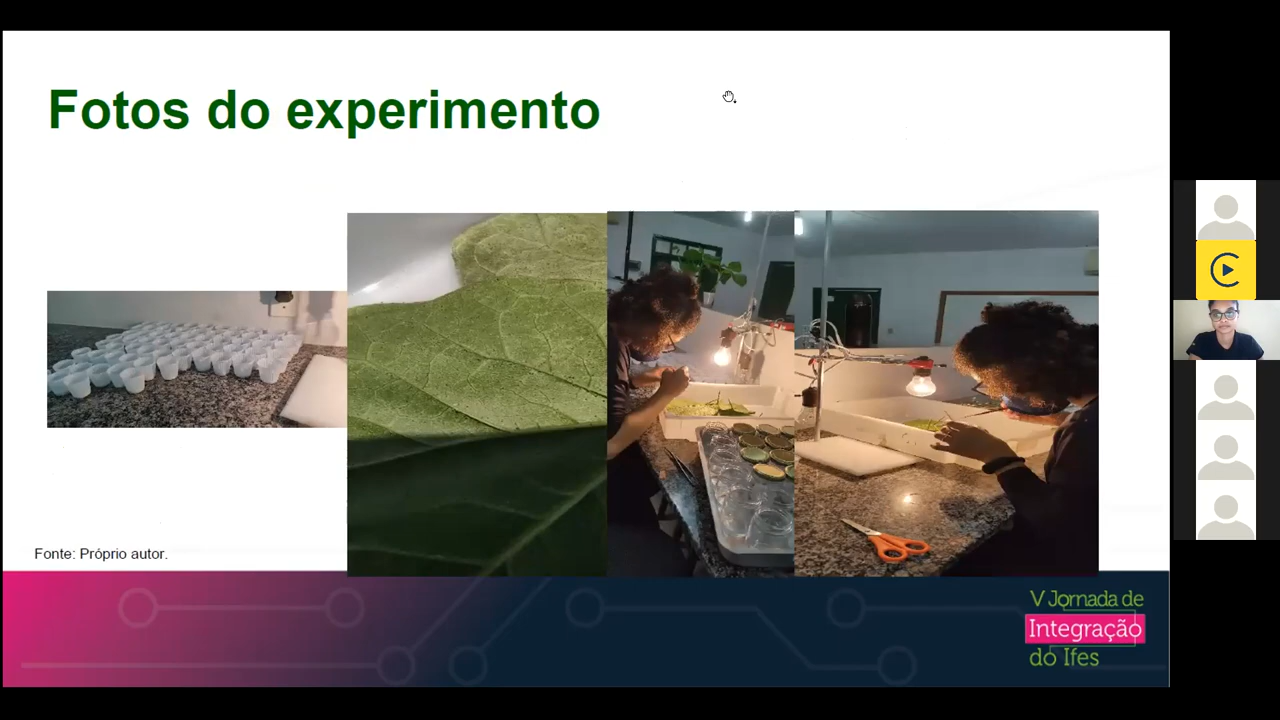 Fotos do experimento
Fonte: Próprio autor.
V Jornada de
Integração
do Ifes